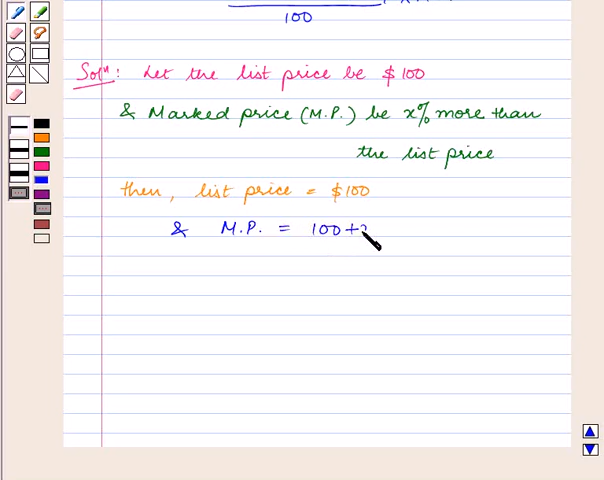 100
Solⁿ: Let the list price be $100
& Marked price (M.P.) be x% more than
the list price
then, list price = $100
& M.P. = 100+